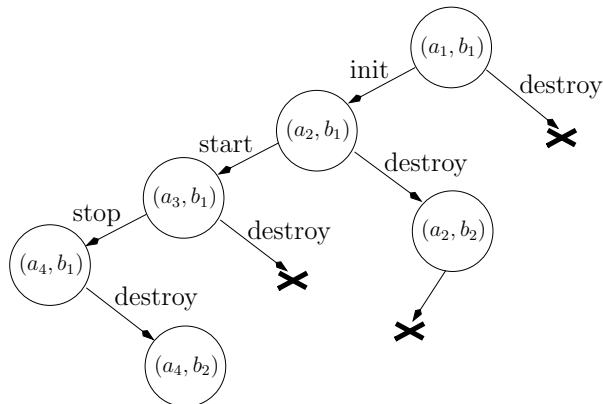 (a₁, b₁)
init
destroy
(a₂, b₁)
start
destroy
(a₃, b₁)
stop
destroy
(a₂, b₂)
(a₄, b₁)
destroy
(a₄, b₂)